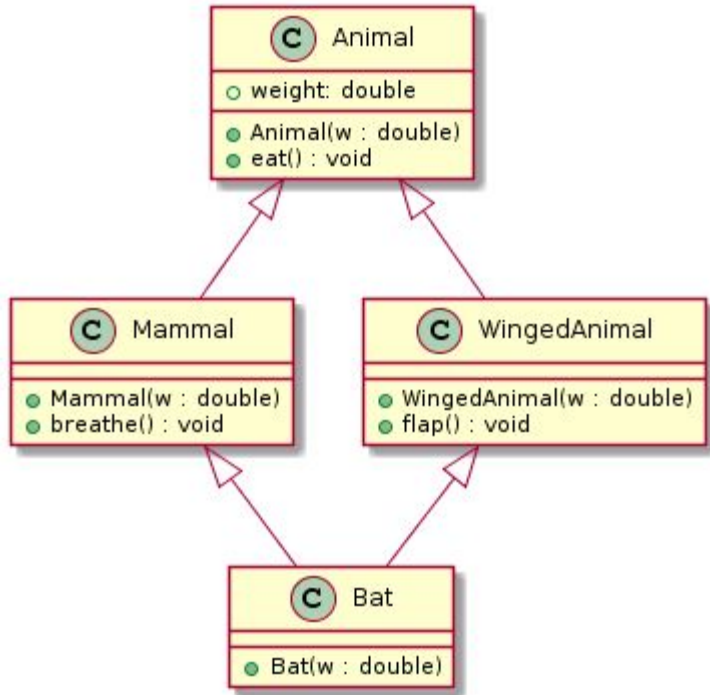 C Animal
weight: double
Animal(w : double)
eat() : void
C Mammal
Mammal(w : double)
breathe() : void
C WingedAnimal
WingedAnimal(w : double)
flap() : void
C Bat
Bat(w : double)